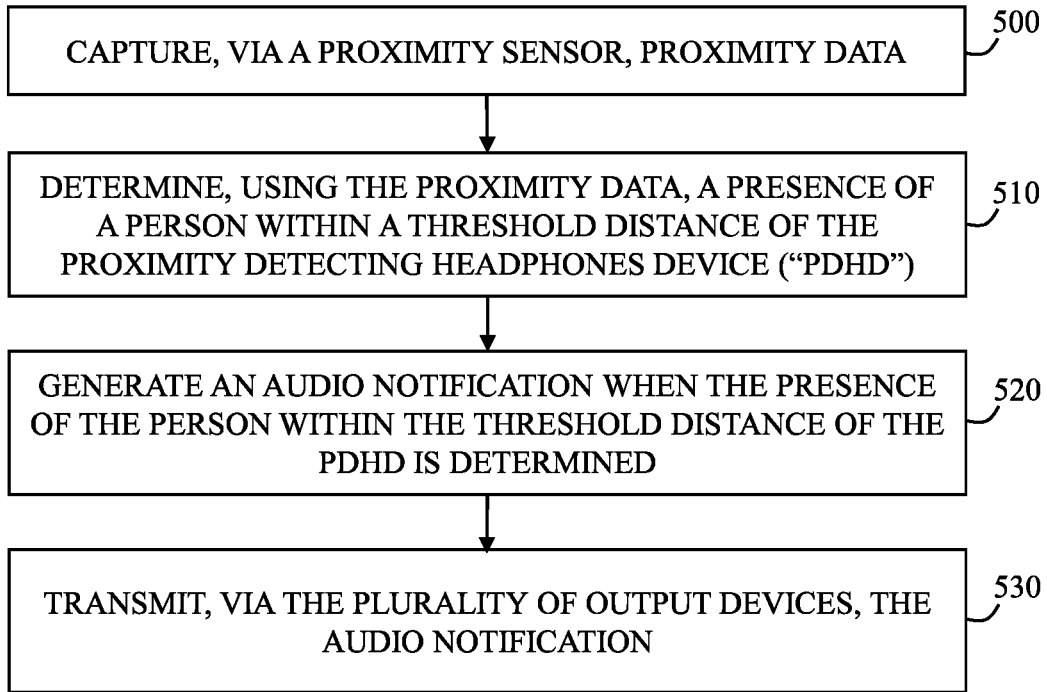 CAPTURE, VIA A PROXIMITY SENSOR, PROXIMITY DATA
500
DETERMINE, USING THE PROXIMITY DATA, A PRESENCE OF
A PERSON WITHIN A THRESHOLD DISTANCE OF THE
PROXIMITY DETECTING HEADPHONES DEVICE (“PDHD”)
510
GENERATE AN AUDIO NOTIFICATION WHEN THE PRESENCE
OF THE PERSON WITHIN THE THRESHOLD DISTANCE OF THE
PDHD IS DETERMINED
520
TRANSMIT, VIA THE PLURALITY OF OUTPUT DEVICES, THE
AUDIO NOTIFICATION
530